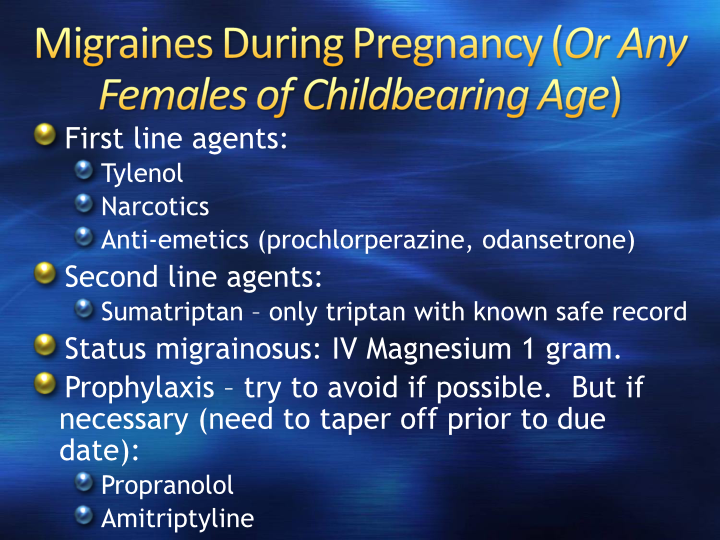 Migraines During Pregnancy (Or Any
Females of Childbearing Age)
First line agents:
Tylenol
Narcotics
Anti-emetics (prochlorperazine, odansetrone)
Second line agents:
Sumatriptan – only triptan with known safe record
Status migrainosus: IV Magnesium 1 gram.
Prophylaxis – try to avoid if possible.  But if
necessary (need to taper off prior to due
date):
Propranolol
Amitriptyline